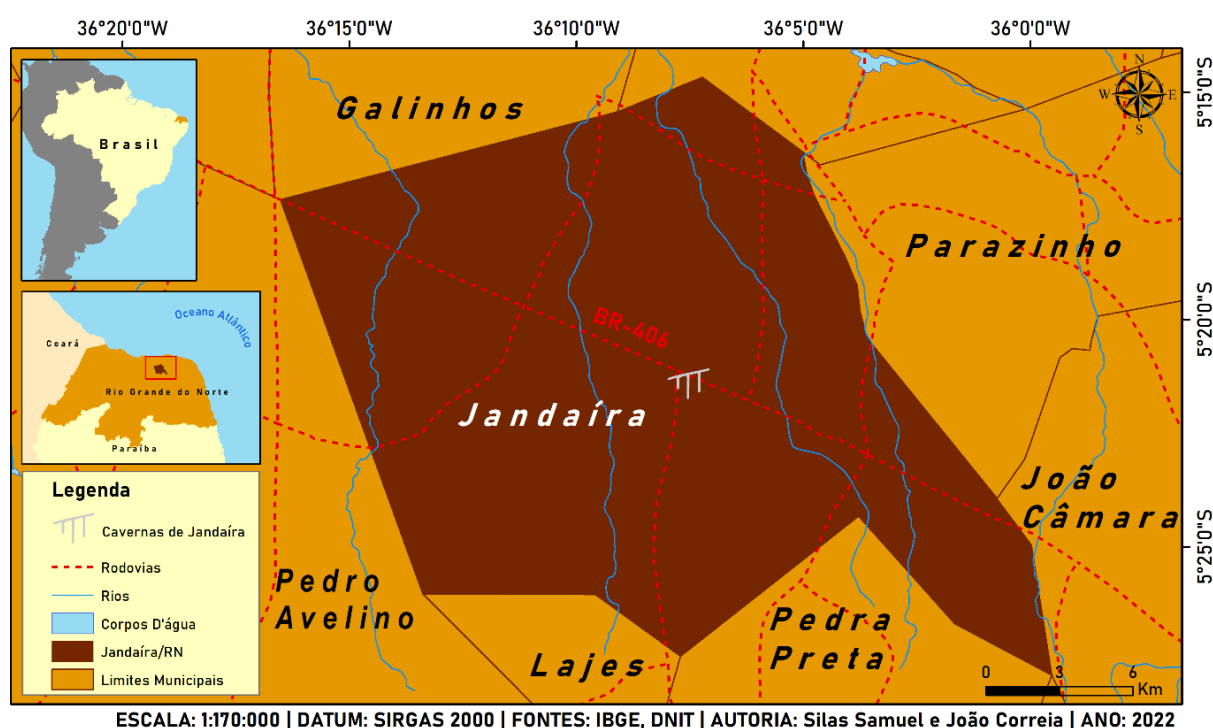 36°20'0"W 36°15'0"W 36°10'0"W 36°5'0"W 36°0'0"W
5°15'0"S
5°20'0"S
5°25'0"S
N
W E
S
Brasil
Oceano Atlântico
Ceará
Rio Grande do Norte
Paraíba
Galinhos
Parazinho
BR-406
Jandaíra
João
Câmara
Pedro
Avelino
Lajes
Pedra
Preta
Legenda
Cavernas de Jandaíra
Rodovias
Rios
Corpos D'água
Jandaíra/RN
Limites Municipais
0 3 6
Km
ESCALA: 1:170:000 | DATUM: SIRGAS 2000 | FONTES: IBGE, DNIT | AUTORIA: Silas Samuel e João Correia | ANO: 2022